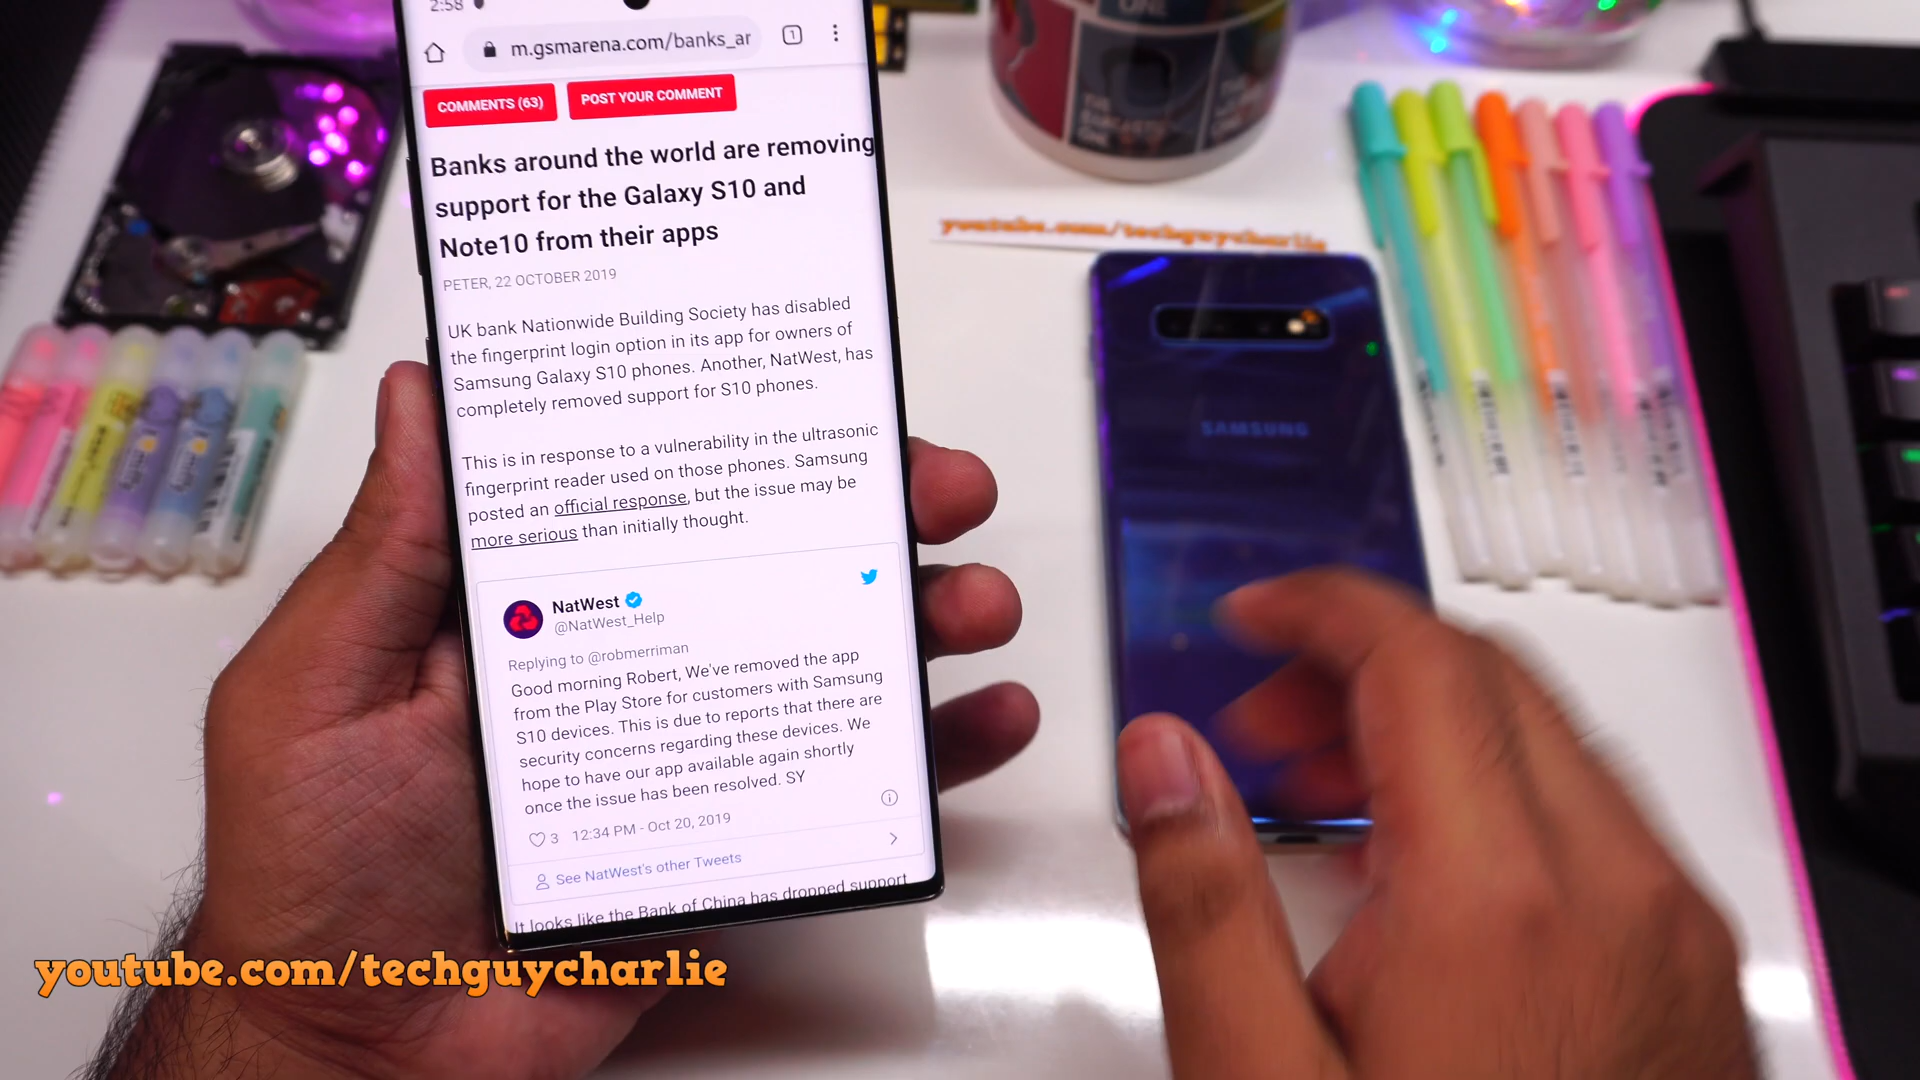 2:58
m.gsmarena.com/banks_ar
1
COMMENTS (63)
POST YOUR COMMENT
Banks around the world are removing
support for the Galaxy S10 and
Note10 from their apps
PETER, 22 OCTOBER 2019
UK bank Nationwide Building Society has disabled
the fingerprint login option in its app for owners of
Samsung Galaxy S10 phones. Another, NatWest, has
completely removed support for S10 phones.
This is in response to a vulnerability in the ultrasonic
fingerprint reader used on those phones. Samsung
posted an official response, but the issue may be
more serious than initially thought.
NatWest
@NatWest_Help
Replying to @robmerriman
Good morning Robert, We've removed the app
from the Play Store for customers with Samsung
S10 devices. This is due to reports that there are
security concerns regarding these devices. We
hope to have our app available again shortly
once the issue has been resolved. SY
3 12:34 PM - Oct 20, 2019
See NatWest's other Tweets
It looks like the Bank of China has dropped support
youtube.com/techguycharlie
SAMSUNG
youtube.com/techguycharlie